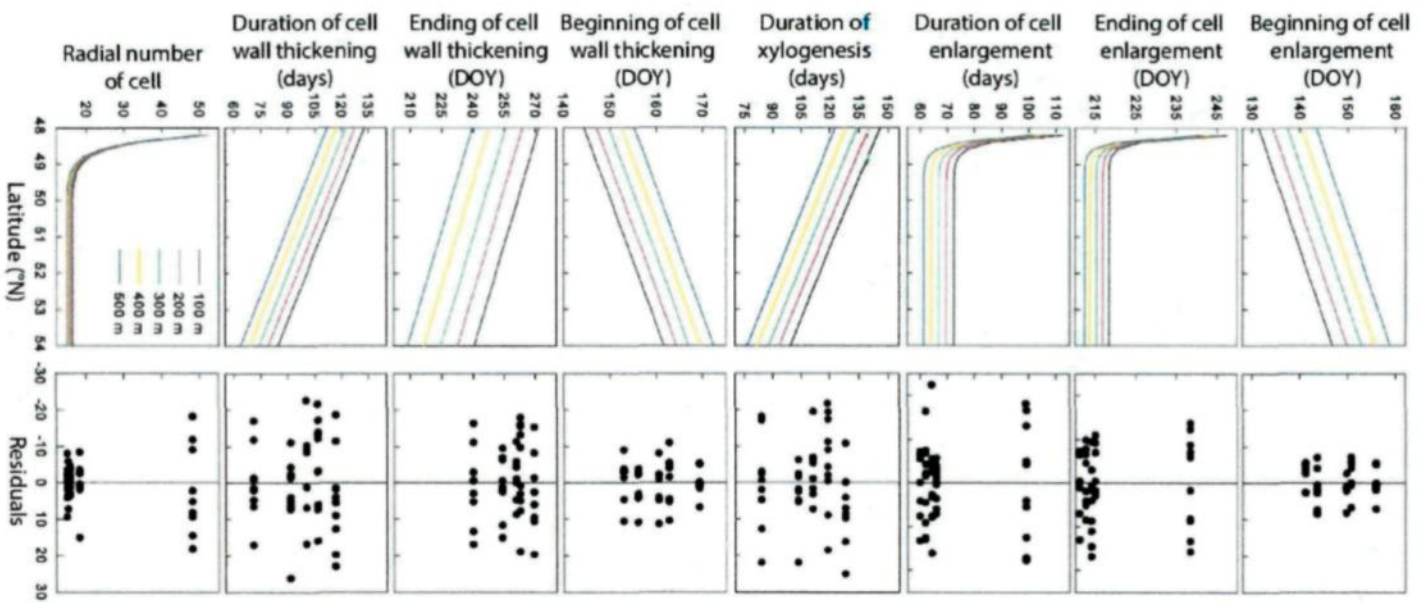 Radial number
of cell
Duration of cell
wall thickening
(days)
Ending of cell
wall thickening
(DOY)
Beginning of cell
wall thickening
(DOY)
Duration of
xylogenesis
(days)
Duration of cell
enlargement
(days)
Ending of cell
enlargement
(DOY)
Beginning of cell
enlargement
(DOY)
20 30 40 50
60 75 90 105 120 135
210 225 240 255 270
140 150 160 170
75 90 105 120 135 150
60 70 80 90 100 110
215 225 235 245
130 140 150 160
48 49 50 51 52 53 54
Latitude (°N)
100 m
200 m
300 m
400 m
500 m
-30 -20 -10 0 10 20 30
Residuals